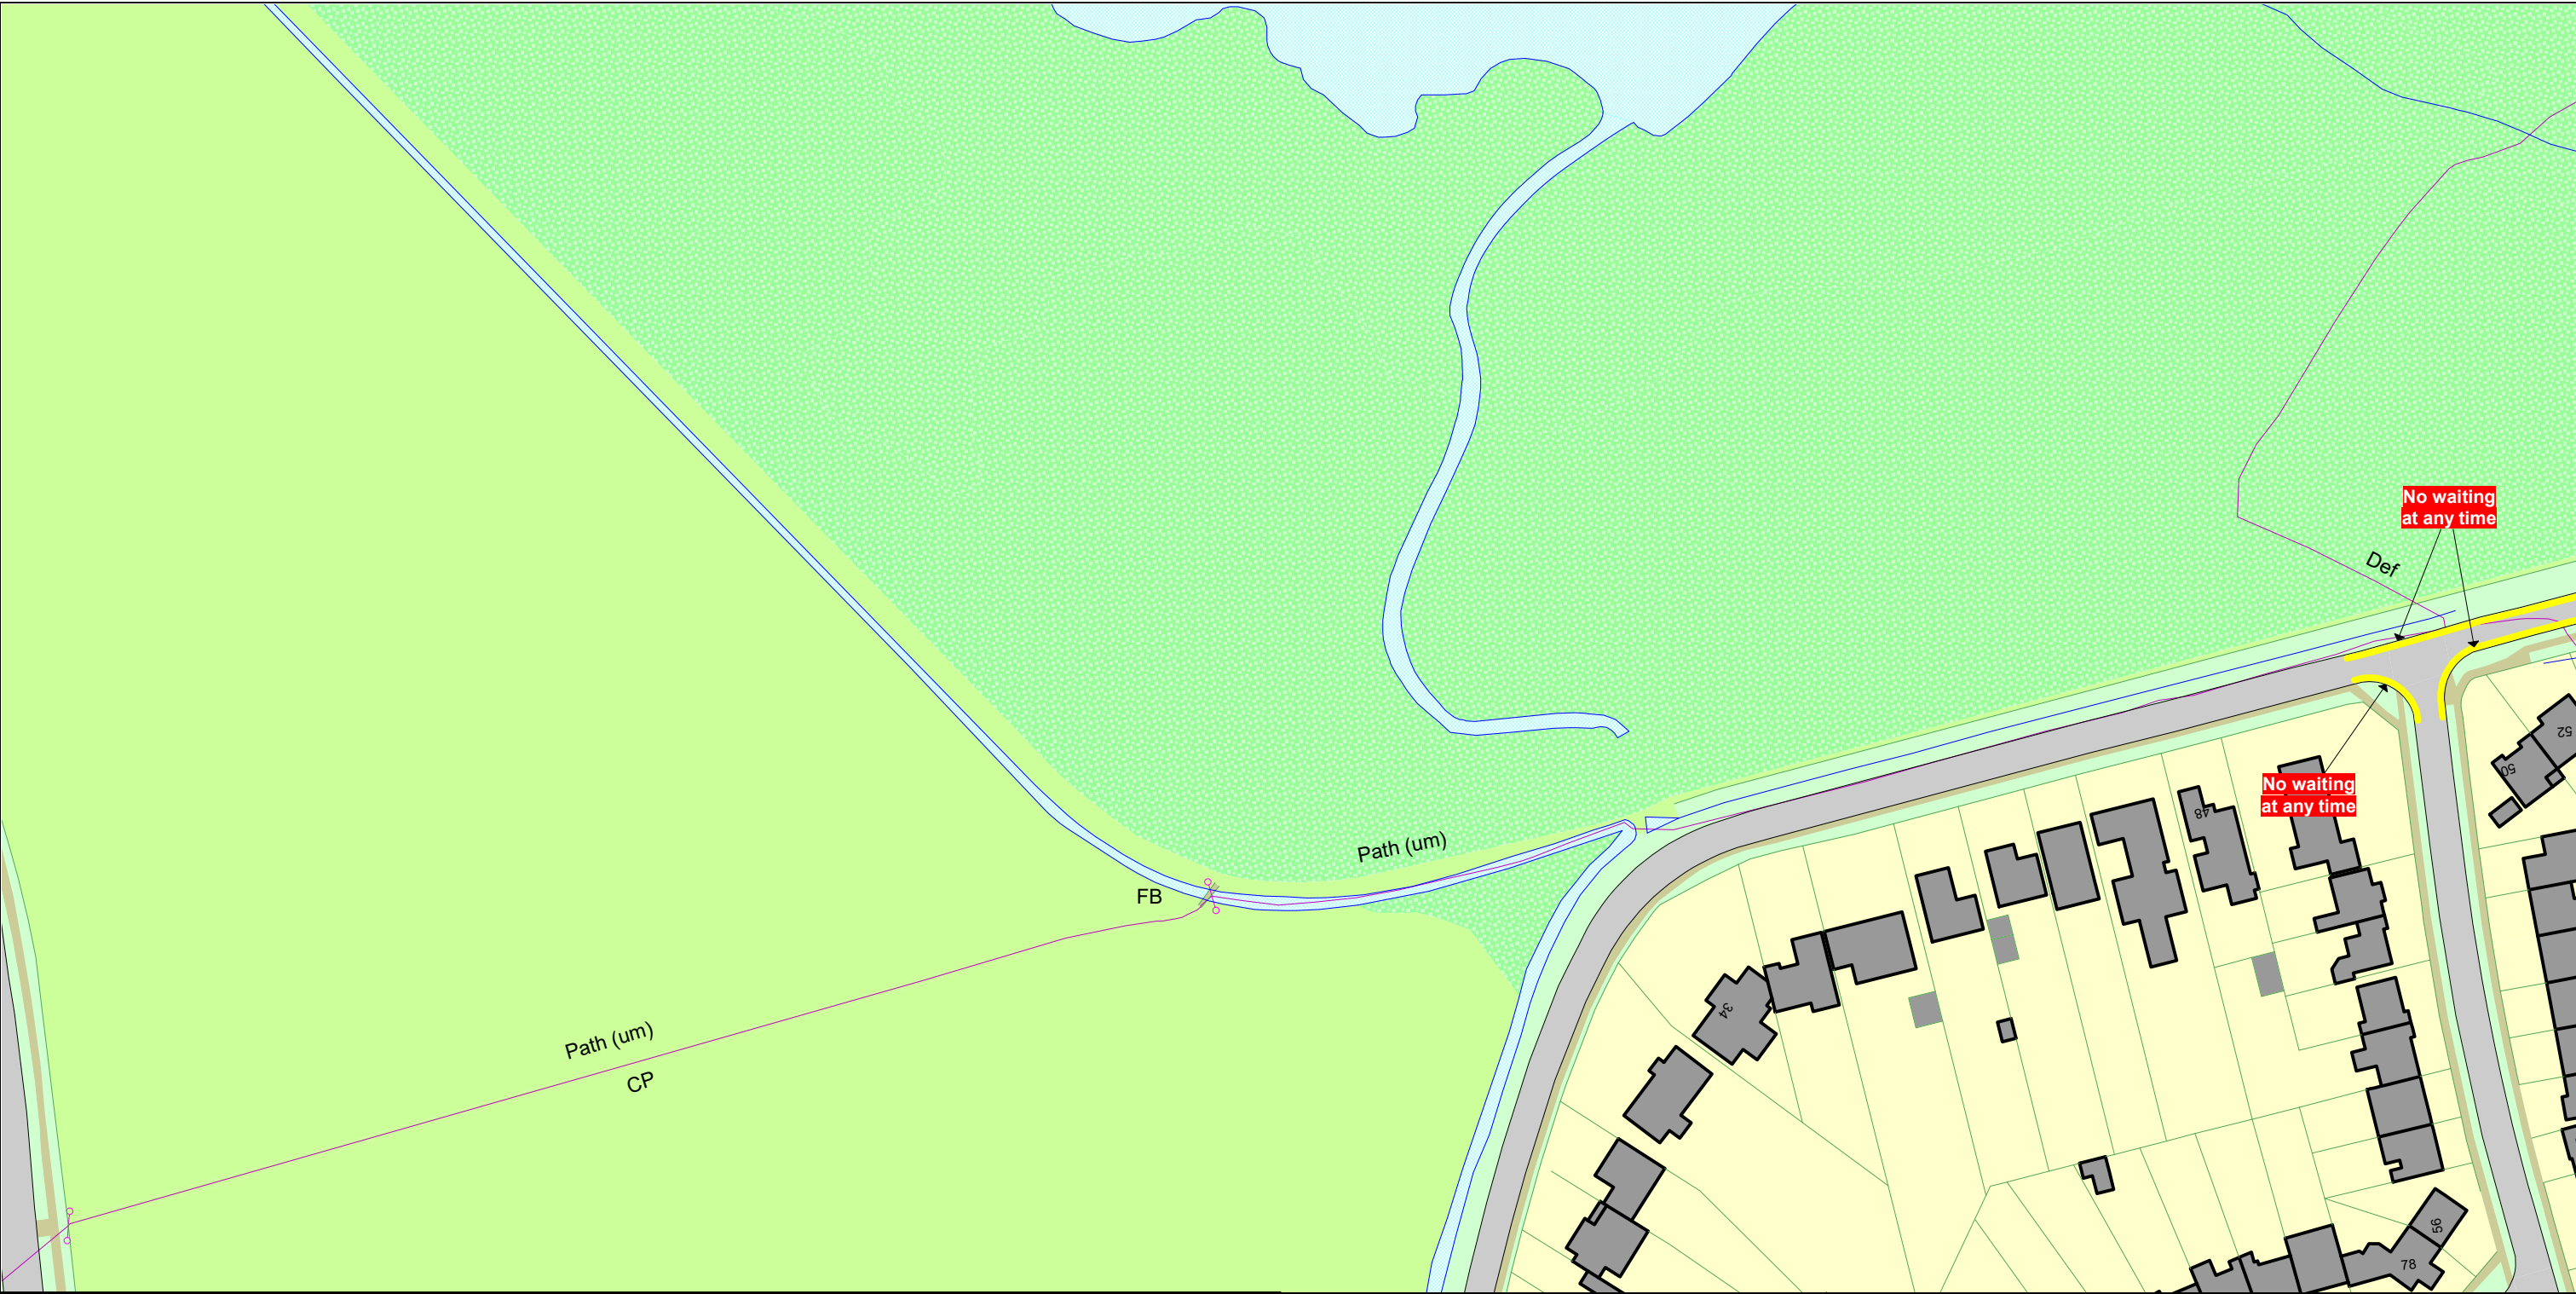 No waiting
at any time
Def
52
50
No waiting
at any time
48
Path (um)
FB
34
Path (um)
CP
56
78